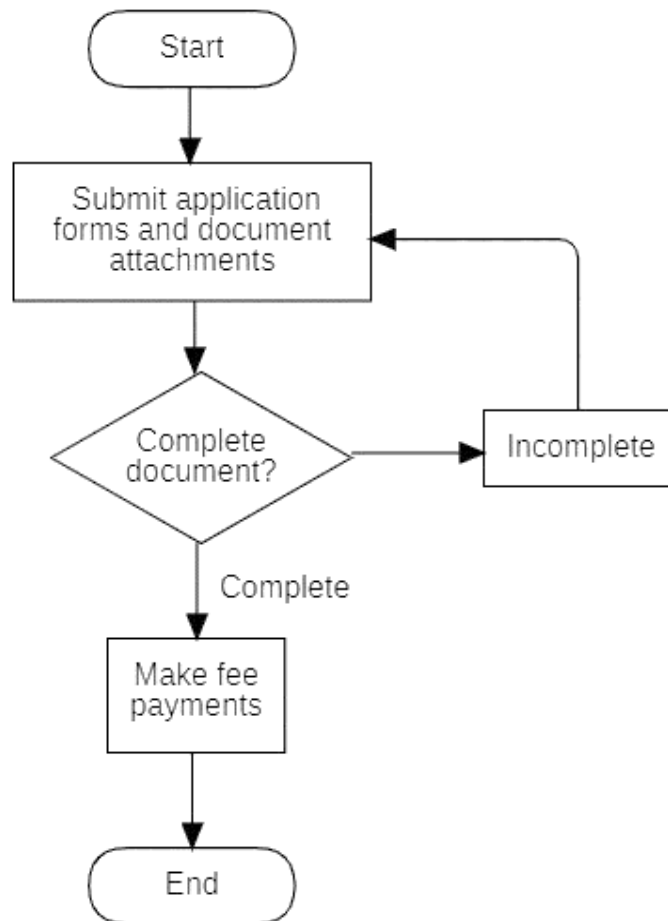 Start
Submit application
forms and document
attachments
Complete
document?
Incomplete
Complete
Make fee
payments
End